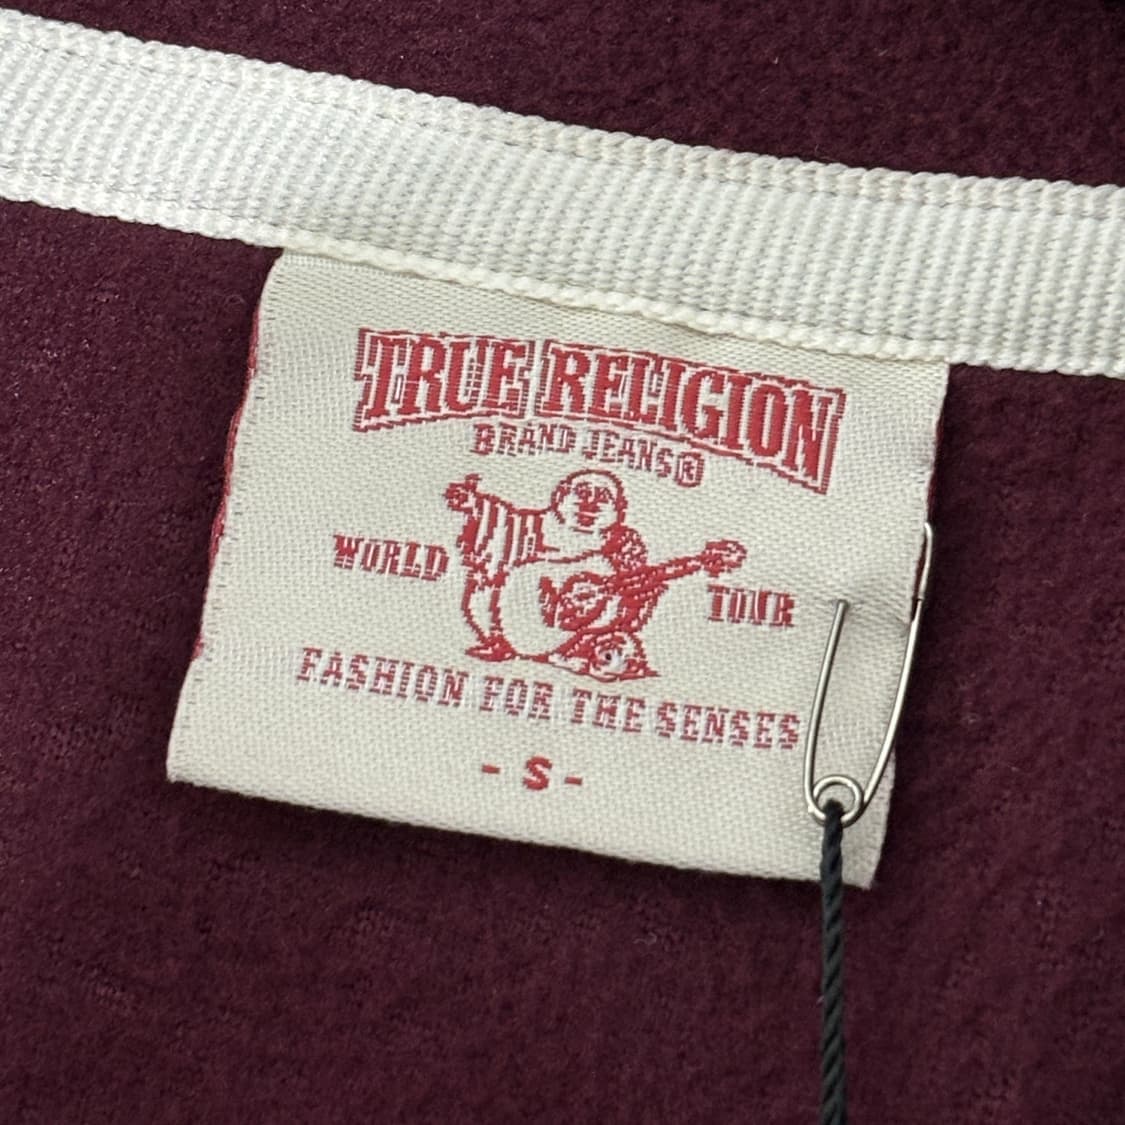 TRUE RELIGION
BRAND JEANS®
WORLD TOUR
FASHION FOR THE SENSES
- S -